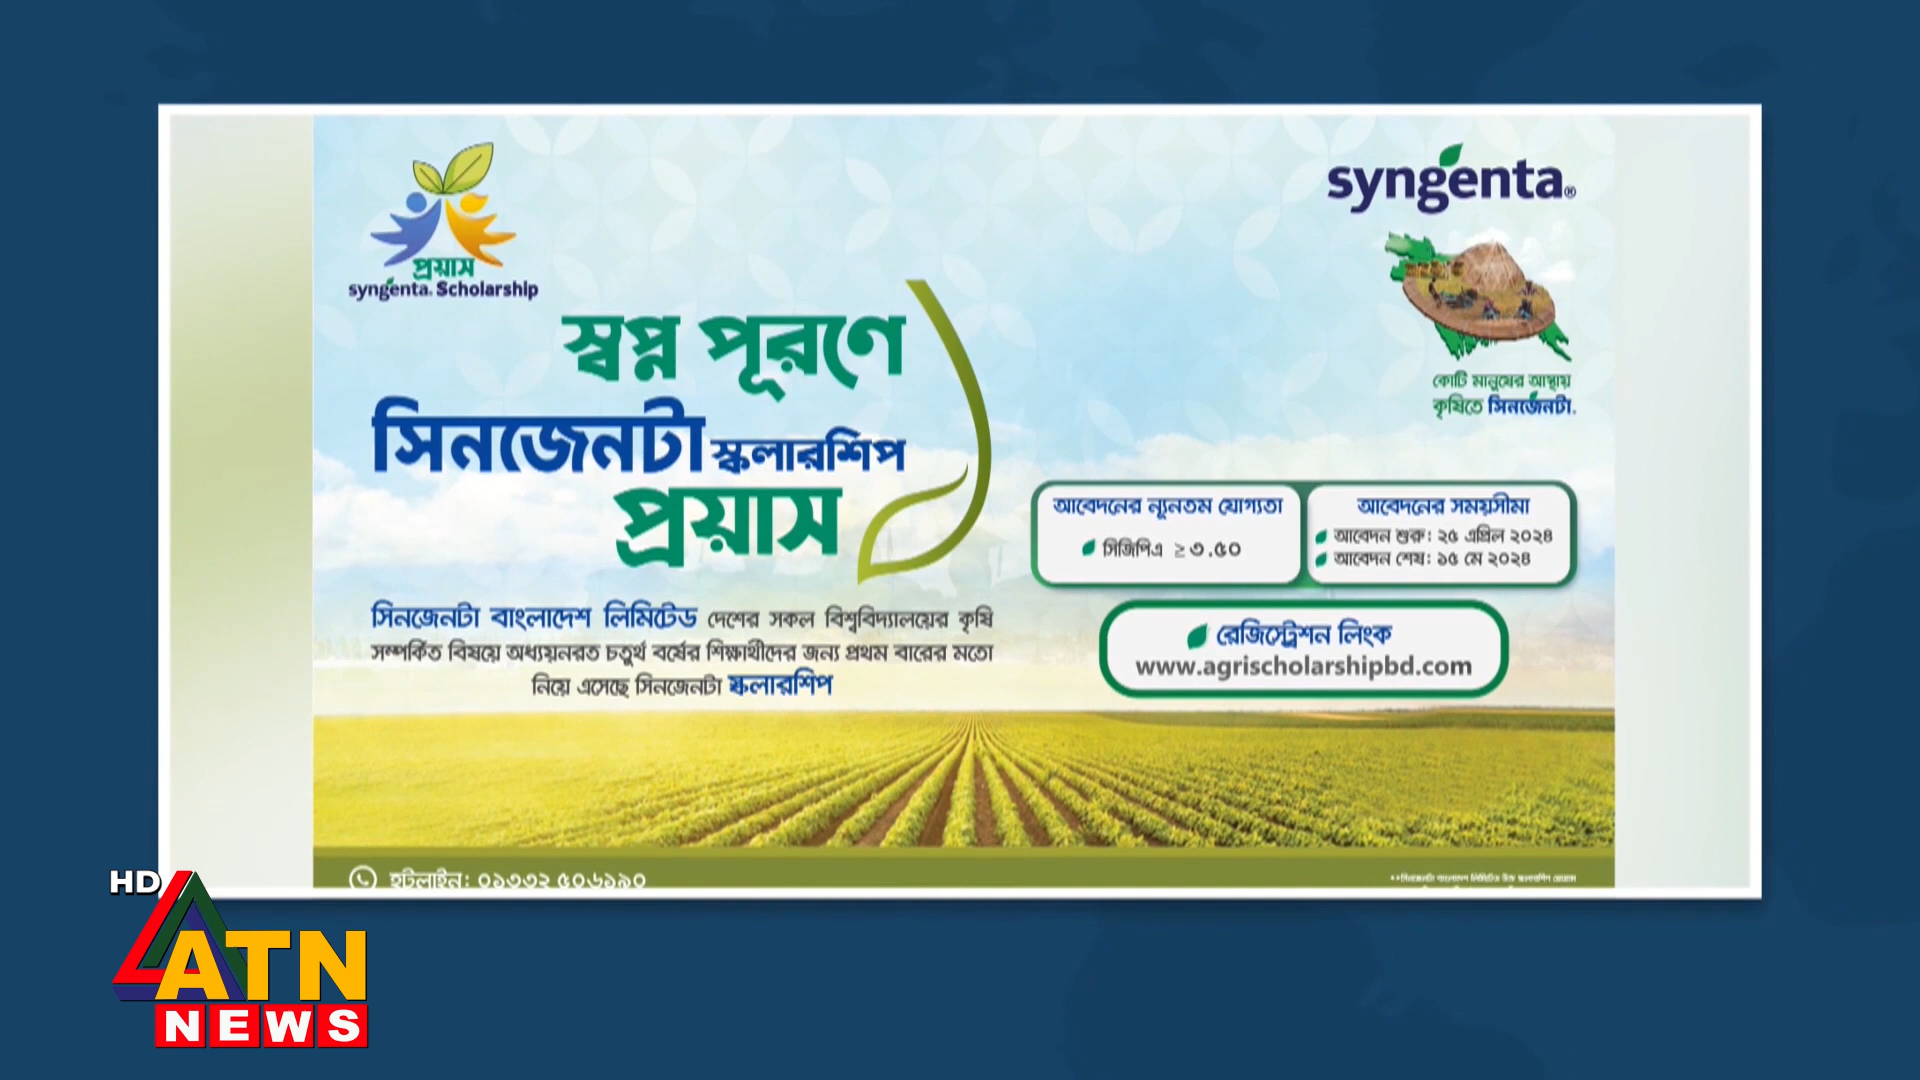 প্রয়াস
syngenta. Scholarship
syngenta®
স্বপ্ন পূরণে
সিনজেনটা স্কলারশিপ
প্রয়াস
কোটি মানুষের আস্থায়
কৃষিতে সিনজেনটা.
আবেদনের ন্যূনতম যোগ্যতা
সিজিপিএ ≥৩.৫০
আবেদনের সময়সীমা
আবেদন শুরু: ২৫ এপ্রিল ২০২৪
আবেদন শেষ: ১৫ মে ২০২৪
সিনজেনটা বাংলাদেশ লিমিটেড দেশের সকল বিশ্ববিদ্যালয়ের কৃষি
সম্পর্কিত বিষয়ে অধ্যয়নরত চতুর্থ বর্ষের শিক্ষার্থীদের জন্য প্রথম বারের মতো
নিয়ে এসেছে সিনজেনটা স্কলারশিপ
রেজিস্ট্রেশন লিংক
www.agrischolarshipbd.com
হটলাইন: ০১৩৩২ ৫০৬১৯০
HD
ATN
NEWS